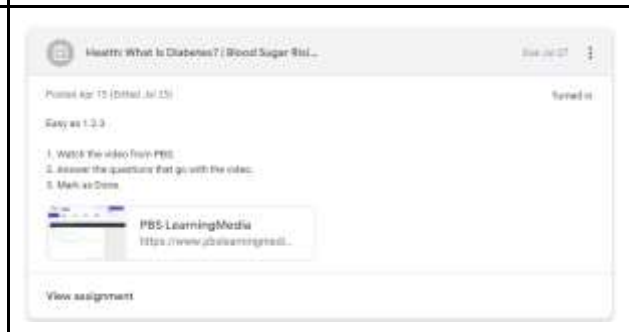 Health: What Is Diabetes? | Blood Sugar Risi...
Due Jul 27
Posted Apr 15 (Edited Jul 25)
Turned in
Easy as 1-2-3
1. Watch the video from PBS.
2. Answer the questions that go with the video.
3. Mark as Done.
PBS LearningMedia
https://www.pbslearningmedi...
View assignment